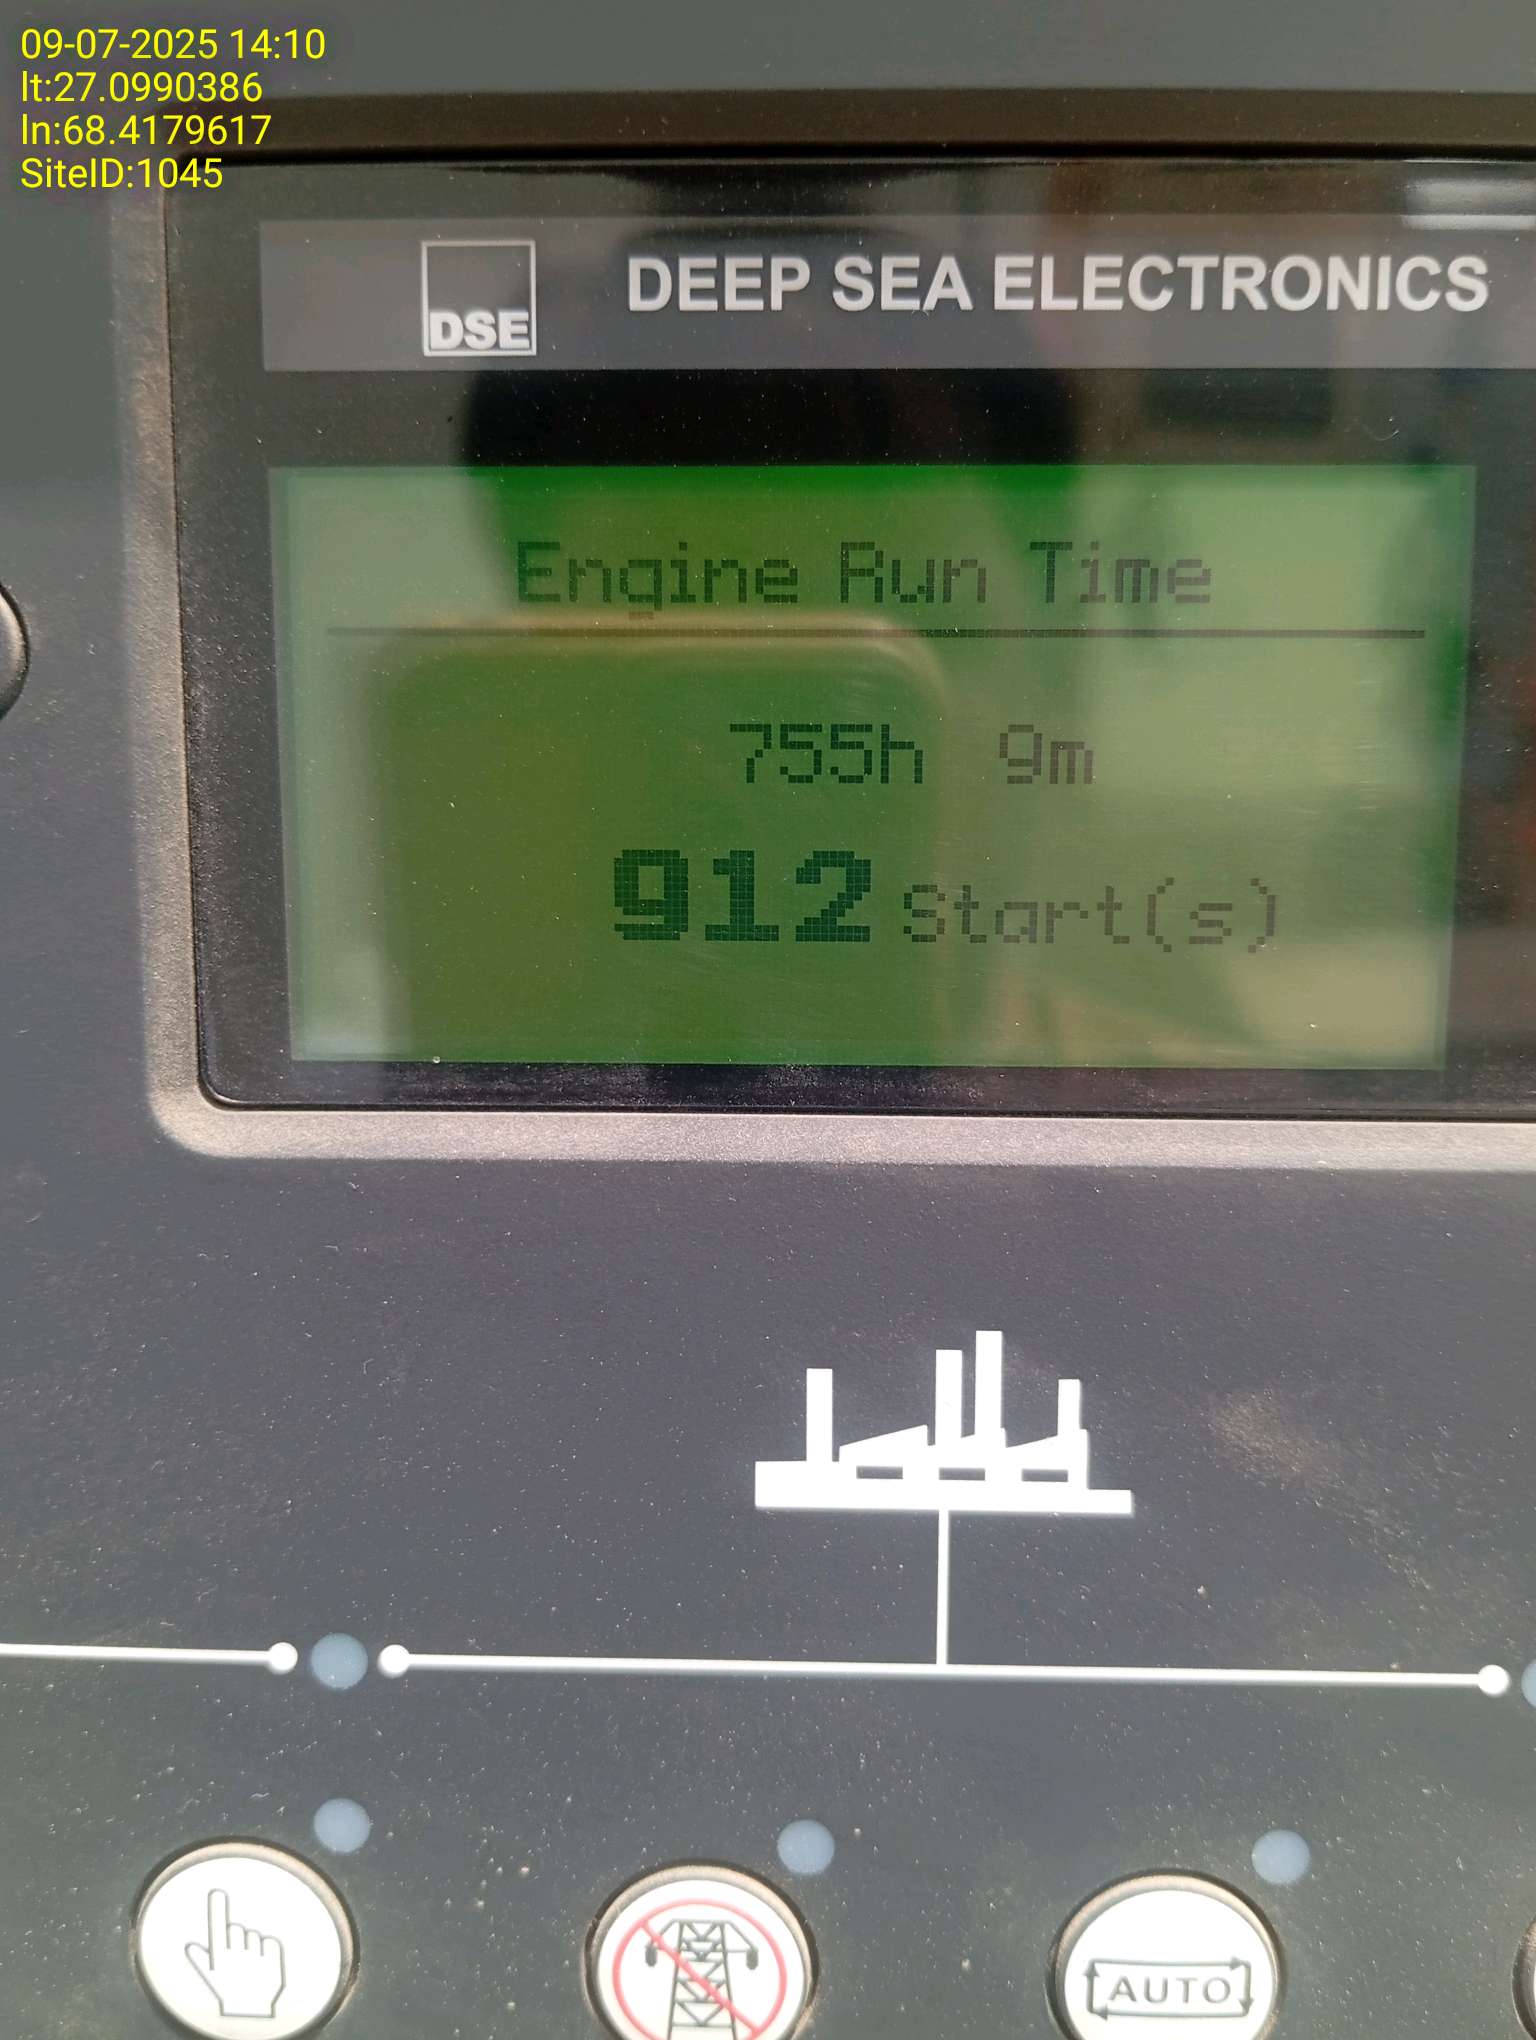 09-07-2025 14:10
lt:27.0990386
ln:68.4179617
SiteID:1045
DSE
DEEP SEA ELECTRONICS
Engine Run Time
755h 9m
912 Start(s)
AUTO